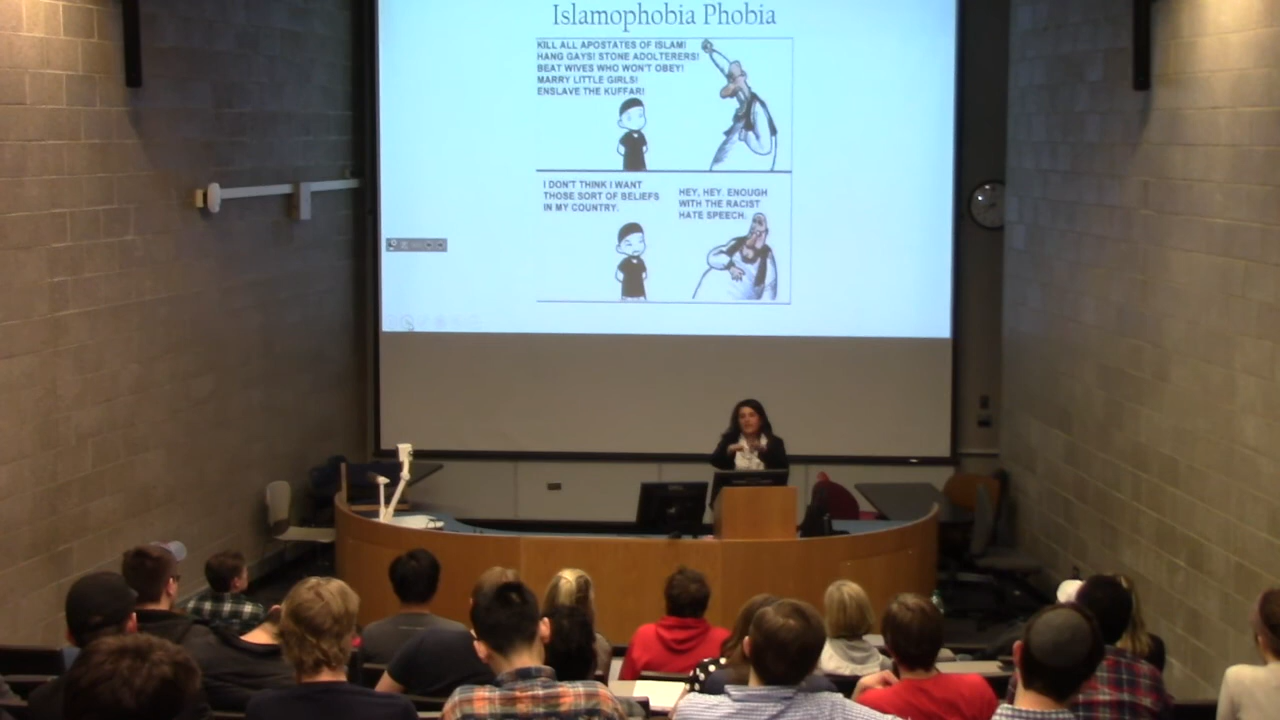 Islamophobia Phobia
KILL ALL APOSTATES OF ISLAM!
HANG GAYS! STONE ADOLTERERS!
BEAT WIVES WHO WON'T OBEY!
MARRY LITTLE GIRLS!
ENSLAVE THE KUFFAR!
I DON'T THINK I WANT
THOSE SORT OF BELIEFS
IN MY COUNTRY.
HEY, HEY. ENOUGH
WITH THE RACIST
HATE SPEECH.